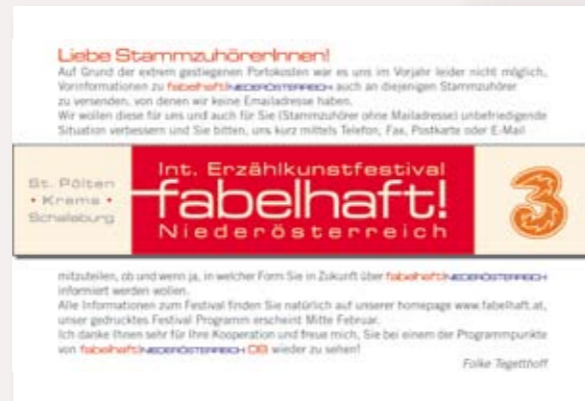 Liebe StammzuhörerInnen!
Auf Grund der extrem gestiegenen Portokosten war es uns im Vorjahr leider nicht möglich,
Vorinformationen zu fabelhaft!NIEDERÖSTERREICH auch an diejenigen Stammzuhörer
zu versenden, von denen wir keine Emailadresse haben.
Wir wollen diese für uns und auch für Sie (Stammzuhörer ohne Mailadresse) unbefriedigende
Situation verbessern und Sie bitten, uns kurz mittels Telefon, Fax, Postkarte oder E-Mail
St. Pölten
• Krems •
Schallaburg
Int. Erzählkunstfestival
fabelhaft!
Niederösterreich
3
mitzuteilen, ob und wenn ja, in welcher Form Sie in Zukunft über fabelhaft!NIEDERÖSTERREICH
informiert werden wollen.
Alle Informationen zum Festival finden Sie natürlich auf unserer homepage www.fabelhaft.at,
unser gedrucktes Festival Programm erscheint Mitte Februar.
Ich danke Ihnen sehr für Ihre Kooperation und freue mich, Sie bei einem der Programmpunkte
von fabelhaft!NIEDERÖSTERREICH 08 wieder zu sehen!
Folke Tegetthoff